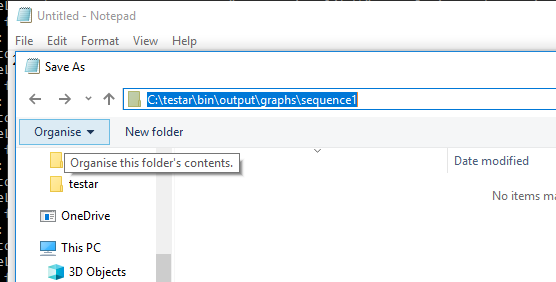 Untitled - Notepad
File Edit Format View Help
Save As
C:\testar\bin\output\graphs\sequence1
Organise New folder
Organise this folder's contents.
Date modified
testar
No items
OneDrive
This PC
3D Objects